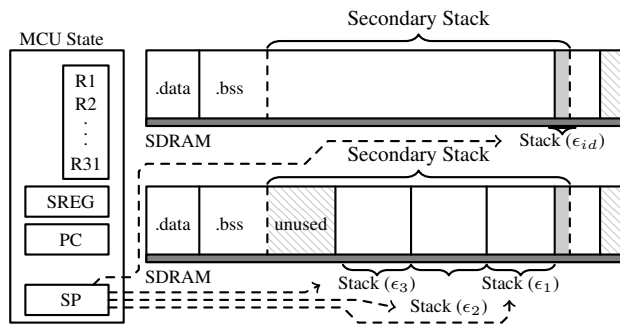 MCU State
R1
R2
.
.
.
R31
SREG
PC
SP
Secondary Stack
.data
.bss
SDRAM
Stack (ϵ_id)
Secondary Stack
.data
.bss
unused
SDRAM
Stack (ϵ_3)
Stack (ϵ_2)
Stack (ϵ_1)